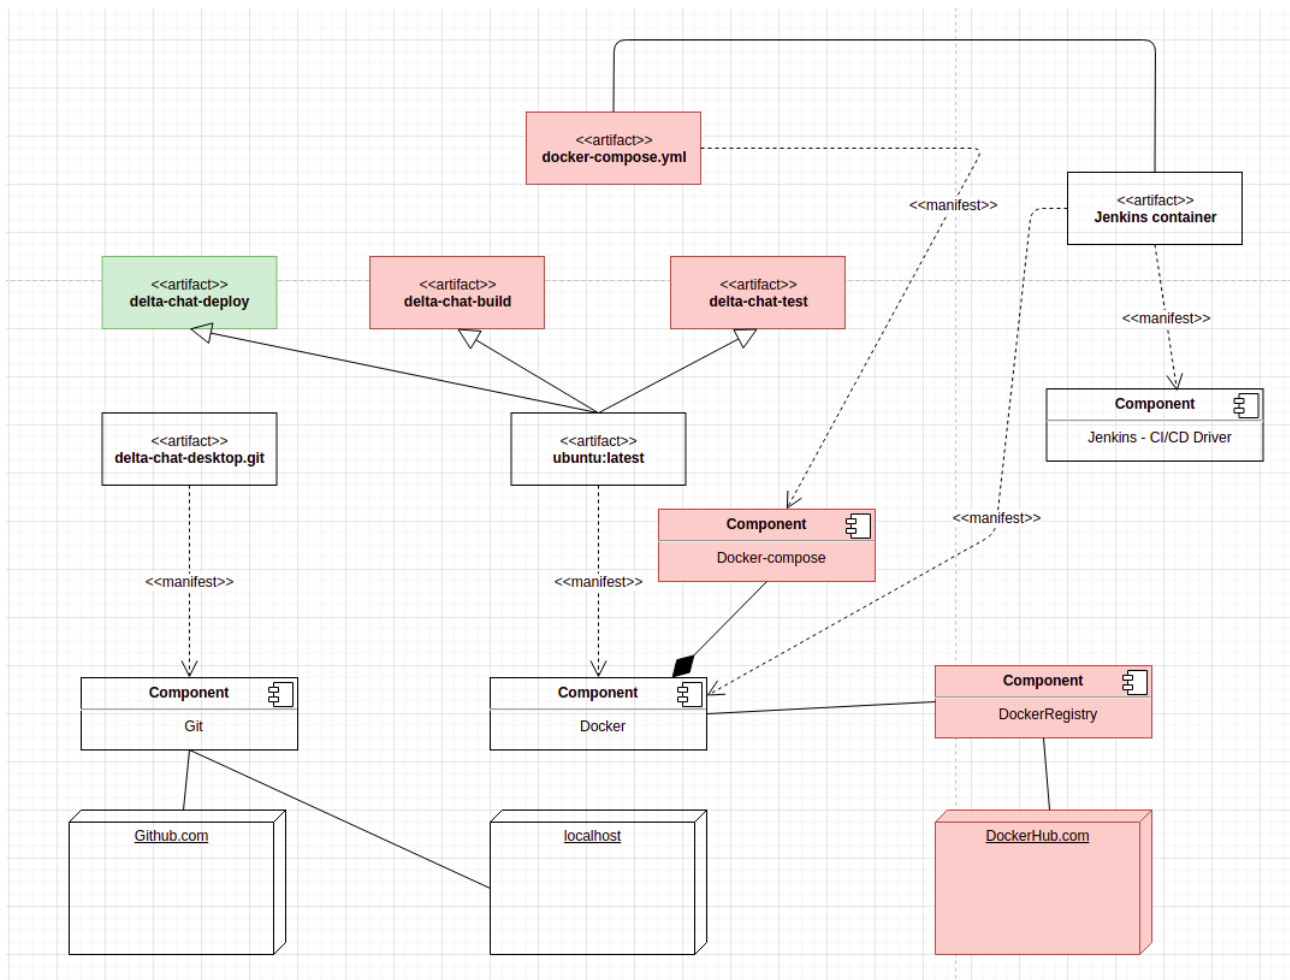 <<artifact>>
docker-compose.yml
<<manifest>>
<<artifact>>
Jenkins container
<<artifact>>
delta-chat-deploy
<<artifact>>
delta-chat-build
<<artifact>>
delta-chat-test
<<manifest>>
Component
Jenkins - CI/CD Driver
<<artifact>>
delta-chat-desktop.git
<<artifact>>
ubuntu:latest
Component
Docker-compose
<<manifest>>
<<manifest>>
<<manifest>>
Component
Git
Component
Docker
Component
DockerRegistry
Github.com
localhost
DockerHub.com